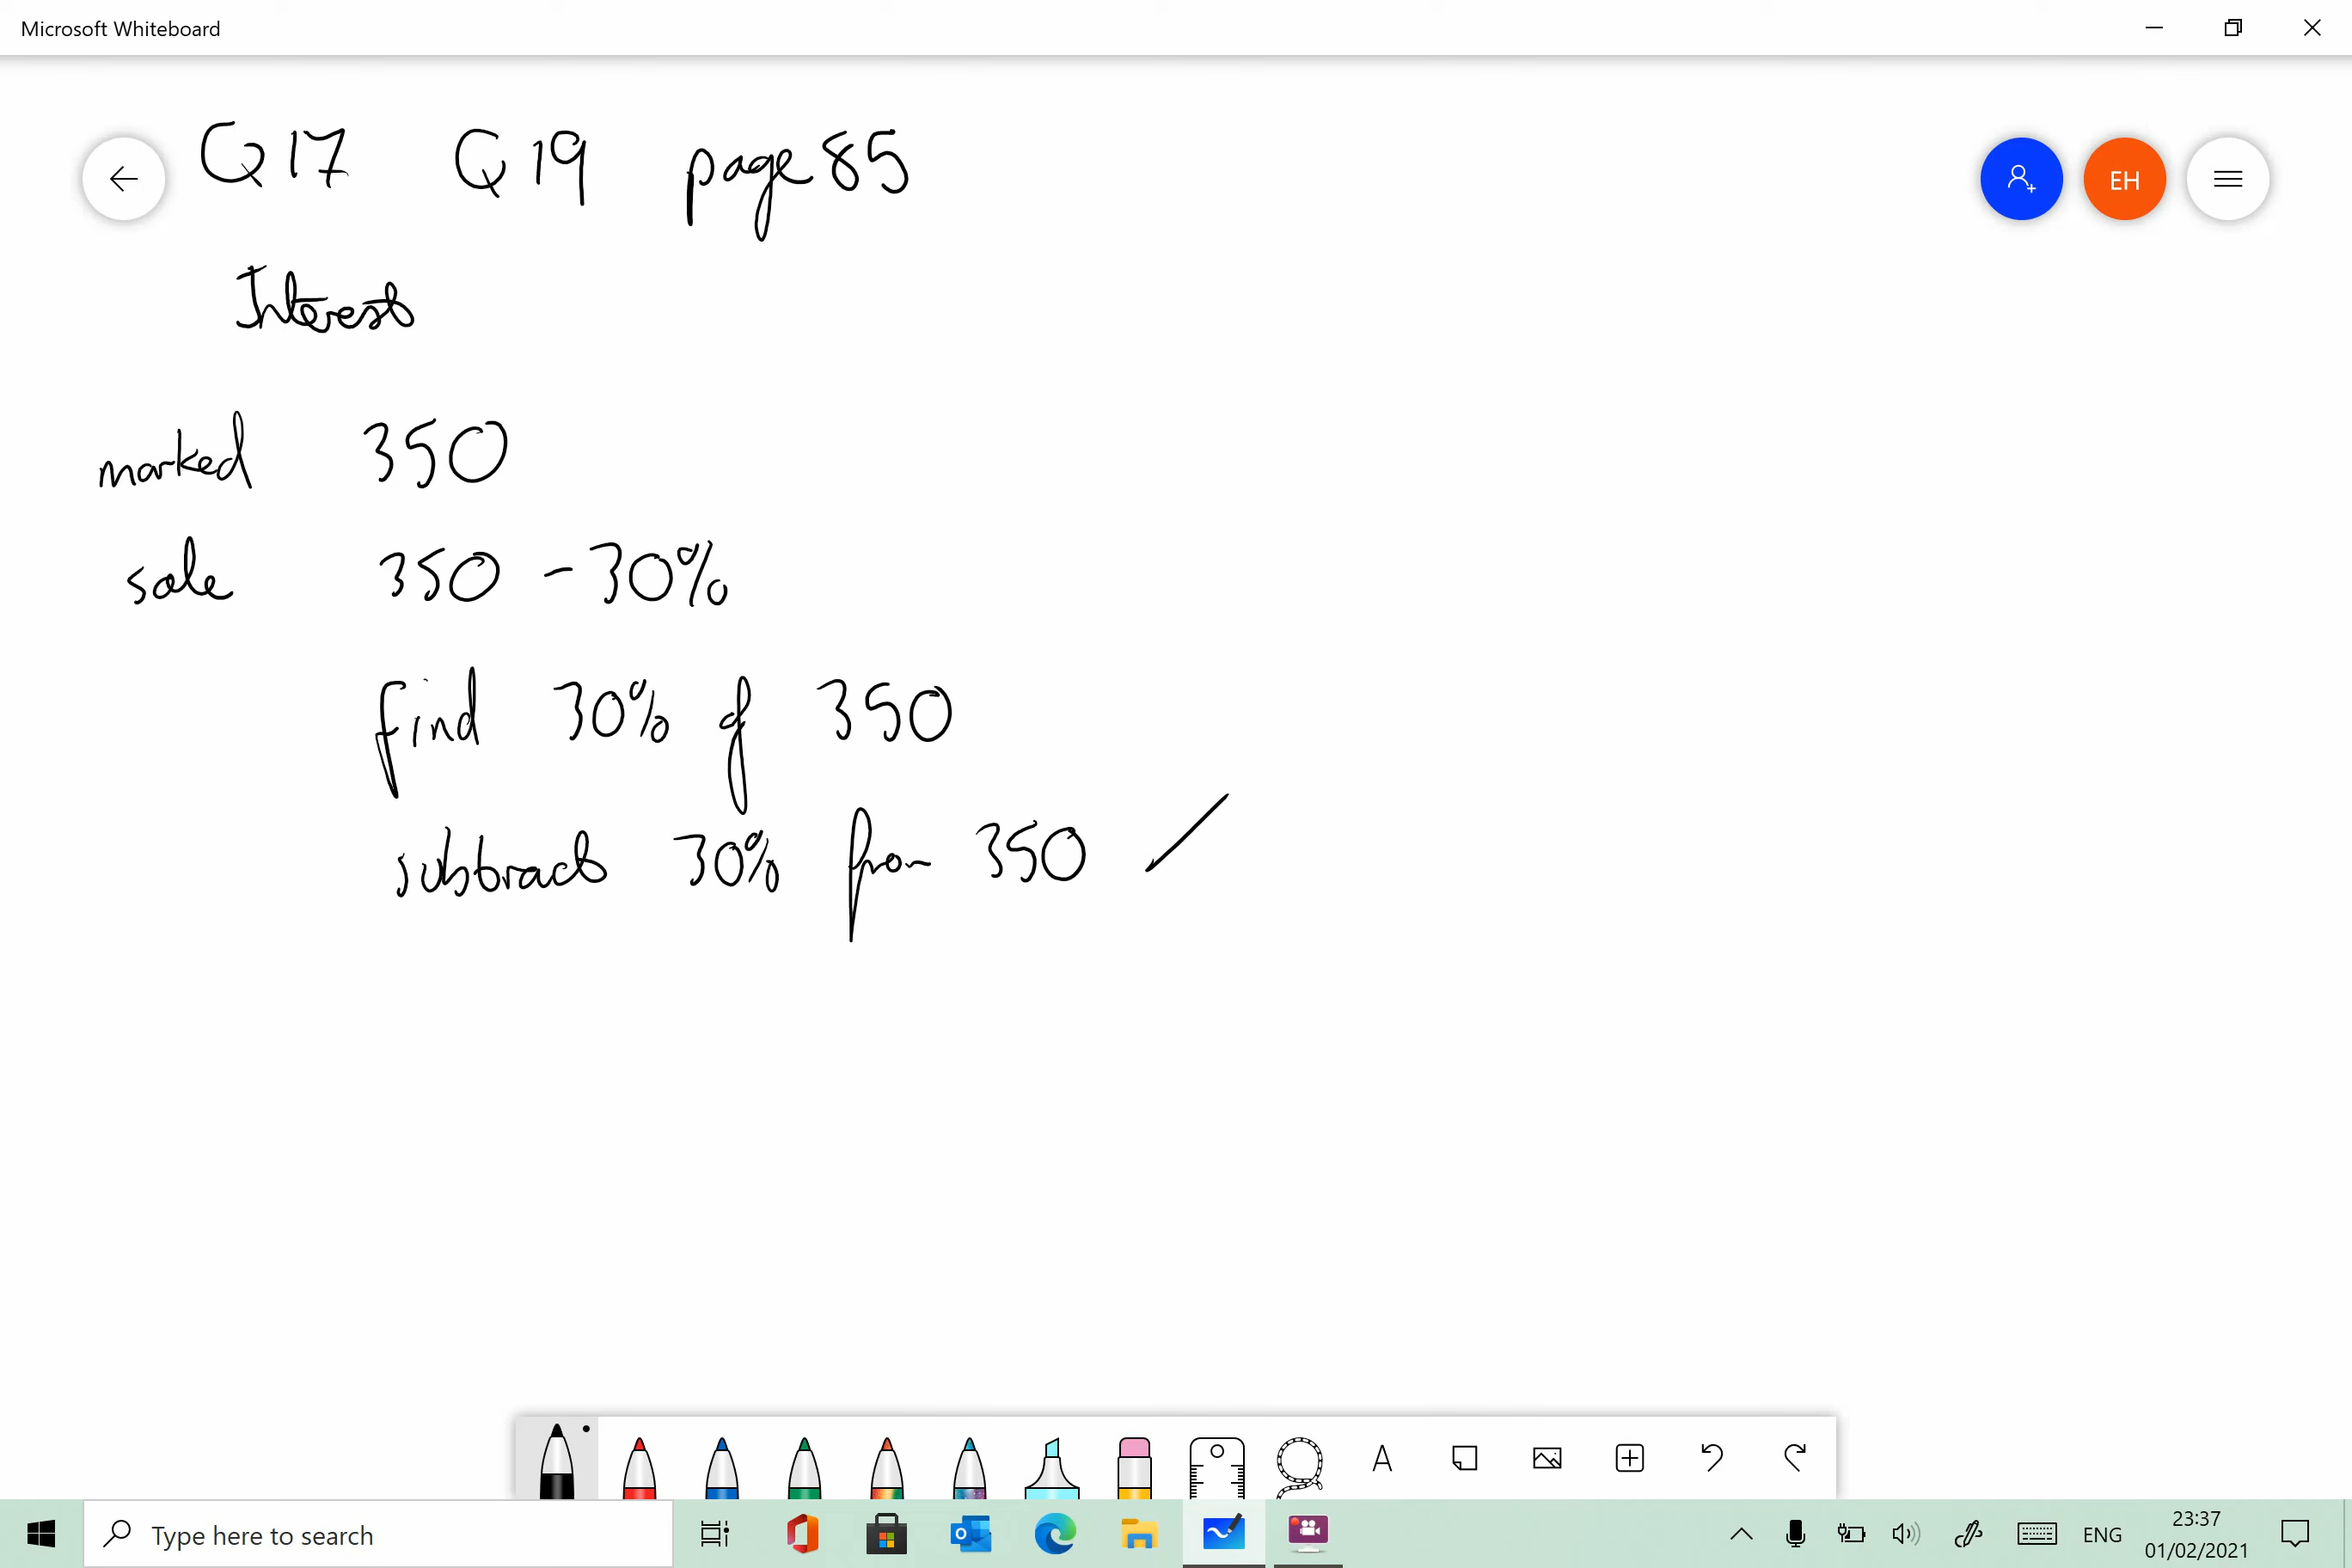 Microsoft Whiteboard
Q17 Q19 page 85
EH
Interest
marked 350
sale 350 - 30%
find 30% of 350
subtract 30% from 350
A
Type here to search
ENG
23:37
01/02/2021